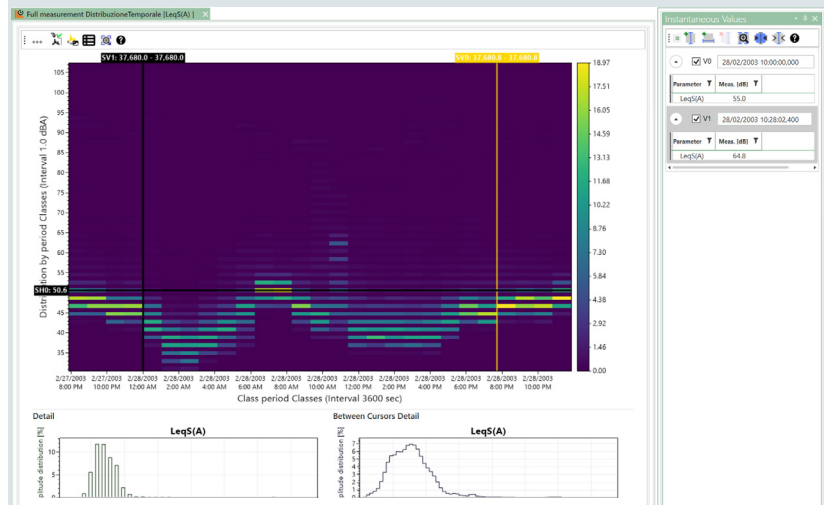 Full measurement DistribuzioneTemporale [LeqS(A) ]
SV1: 37,680.0 - 37,680.0
SV0: 37,680.0 - 37,680.0
SH0: 50.6
Distribution by period Classes (Interval 1.0 dBA)
105
100
95
90
85
80
75
70
65
60
55
45
40
35
18.97
17.51
16.05
14.59
13.13
11.68
10.22
8.76
7.30
5.84
4.38
2.92
1.46
0.00
2/27/2003 2/27/2003 2/28/2003 2/28/2003 2/28/2003 2/28/2003 2/28/2003 2/28/2003 2/28/2003 2/28/2003 2/28/2003 2/28/2003 2/28/2003 2/28/2003
8:00 PM 10:00 PM 12:00 AM 2:00 AM 4:00 AM 6:00 AM 8:00 AM 10:00 AM 12:00 PM 2:00 PM 4:00 PM 6:00 PM 8:00 PM 10:00 PM
Class period Classes (Interval 3600 sec)
Detail
LeqS(A)
plitude distribution [%]
10
5
Between Cursors Detail
LeqS(A)
plitude distribution [%]
7
6
5
4
3
2
1
0
Instantaneous Values
V0 28/02/2003 10:00:00,000
Parameter Meas. [dB]
LeqS(A) 55.0
V1 28/02/2003 10:28:02,400
Parameter Meas. [dB]
LeqS(A) 64.8